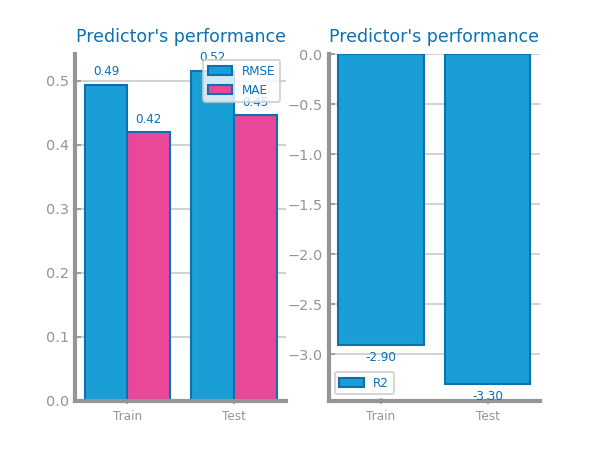 Predictor's performance
0.49
0.42
0.52
0.45
RMSE
MAE
0.5
0.4
0.3
0.2
0.1
0.0
Train
Test
Predictor's performance
0.0
−0.5
−1.0
−1.5
−2.0
−2.5
−3.0
-2.90
-3.30
R2
Train
Test